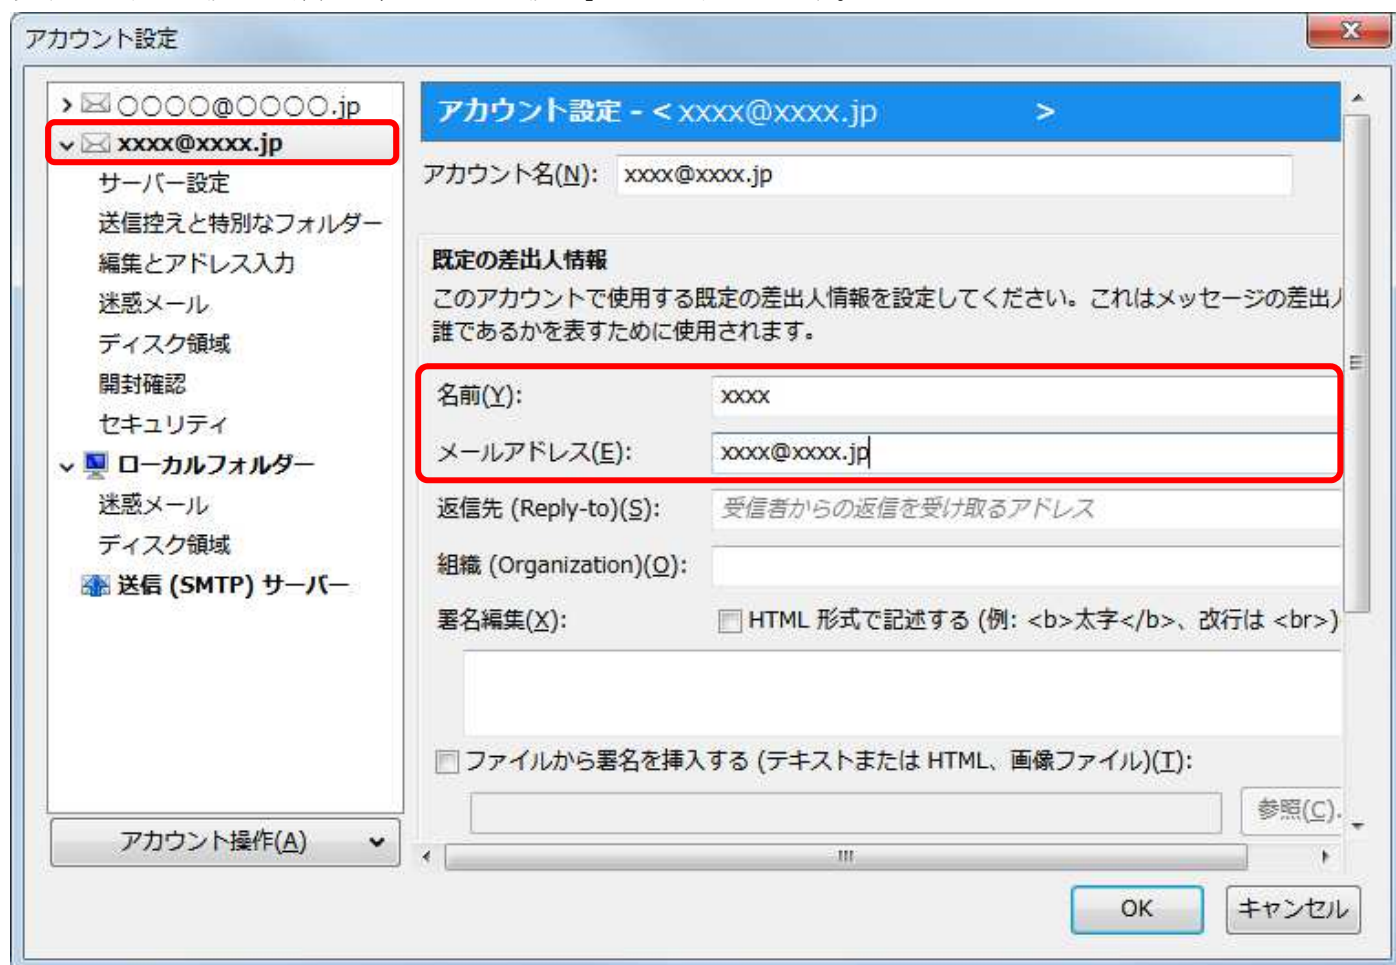 アカウント設定
○○○○@○○○○.jp
xxxx@xxxx.jp
サーバー設定
送信控えと特別なフォルダー
編集とアドレス入力
迷惑メール
ディスク領域
開封確認
セキュリティ
ローカルフォルダー
迷惑メール
ディスク領域
送信 (SMTP) サーバー
アカウント操作(A)
アカウント設定 - < xxxx@xxxx.jp >
アカウント名(N): xxxx@xxxx.jp
既定の差出人情報
このアカウントで使用する既定の差出人情報を設定してください。これはメッセージの差出
誰であるかを表すために使用されます。
名前(Y): xxxx
メールアドレス(E): xxxx@xxxx.jp
返信先 (Reply-to)(S): 受信者からの返信を受け取るアドレス
組織 (Organization)(O):
署名編集(X): HTML 形式で記述する (例: <b>太字</b>、改行は <br>)
ファイルから署名を挿入する (テキストまたは HTML、画像ファイル)(T):
参照(C).
OK キャンセル